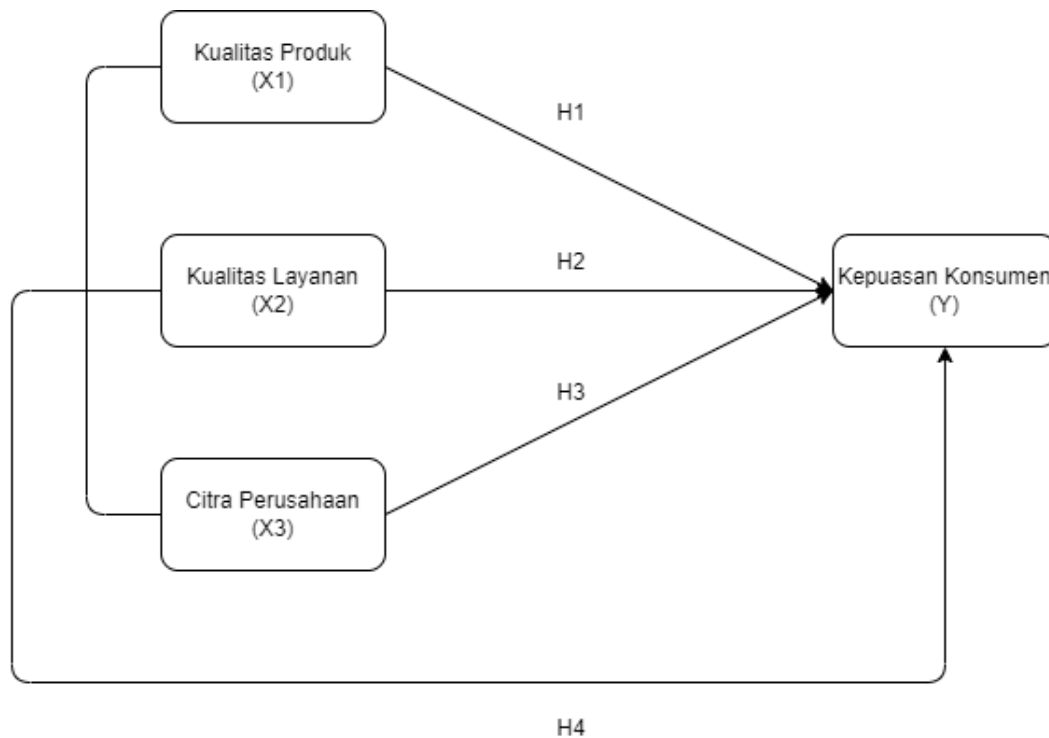 Kualitas Produk
(X1)
H1
Kualitas Layanan
(X2)
H2
Kepuasan Konsumen
(Y)
H3
Citra Perusahaan
(X3)
H4